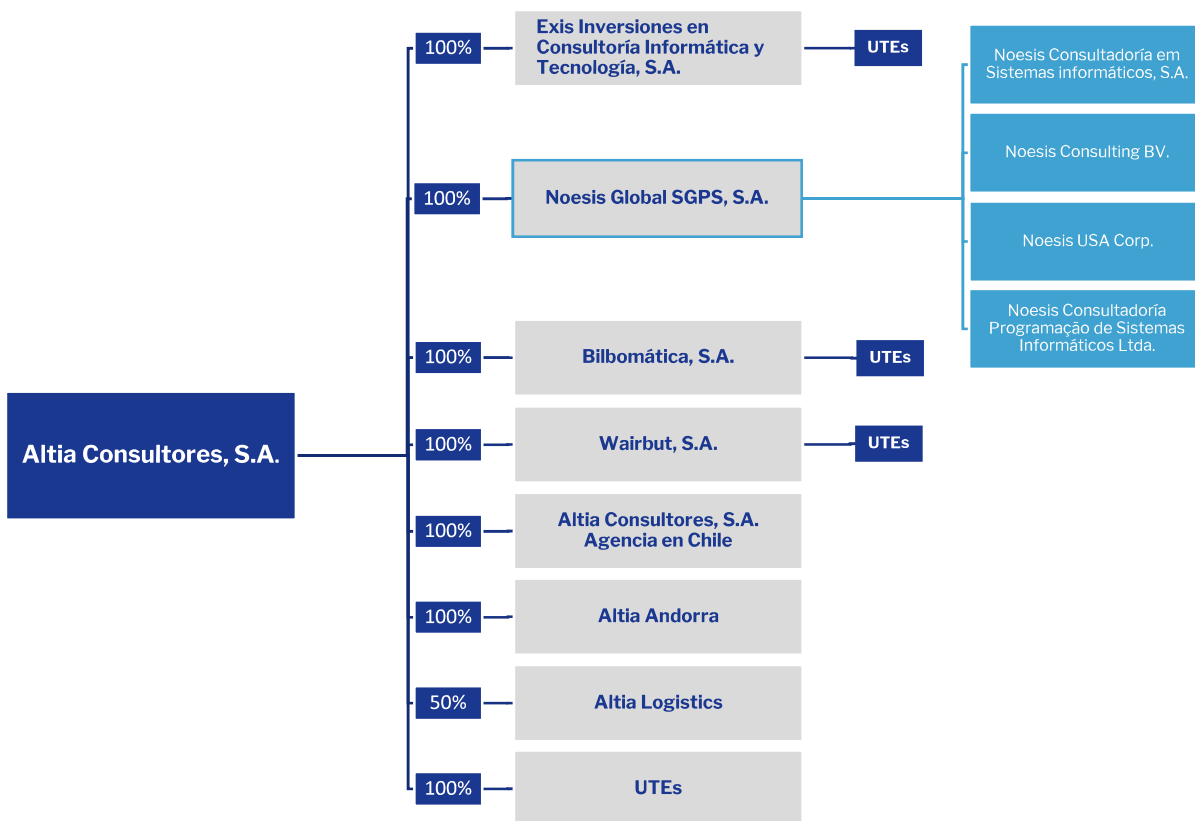 Altia Consultores, S.A.
100%
Exis Inversiones en
Consultoría Informática y
Tecnología, S.A.
UTEs
100%
Noesis Global SGPS, S.A.
Noesis Consultadoría em
Sistemas informáticos, S.A.
Noesis Consulting BV.
Noesis USA Corp.
Noesis Consultadoría
Programação de Sistemas
Informáticos Ltda.
100%
Bilbomática, S.A.
UTEs
100%
Wairbut, S.A.
UTEs
100%
Altia Consultores, S.A.
Agencia en Chile
100%
Altia Andorra
50%
Altia Logistics
100%
UTEs